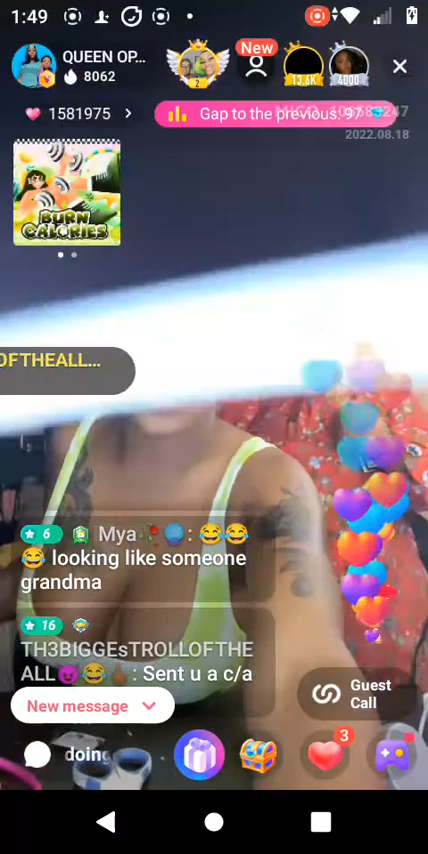 1:49
QUEEN OP...
8062
New
2
13.6K
4000
1581975
Gap to the previous: 97
2022.08.18
BURN
CALORIES
OFTHEALL...
6 Mya🥀🔮: 😂😂
😂 looking like someone
grandma
16
TH3BIGGEsTROLLOFTHE
ALL😈😂🔥: Sent u a c/a
New message
Guest
Call
doing
3